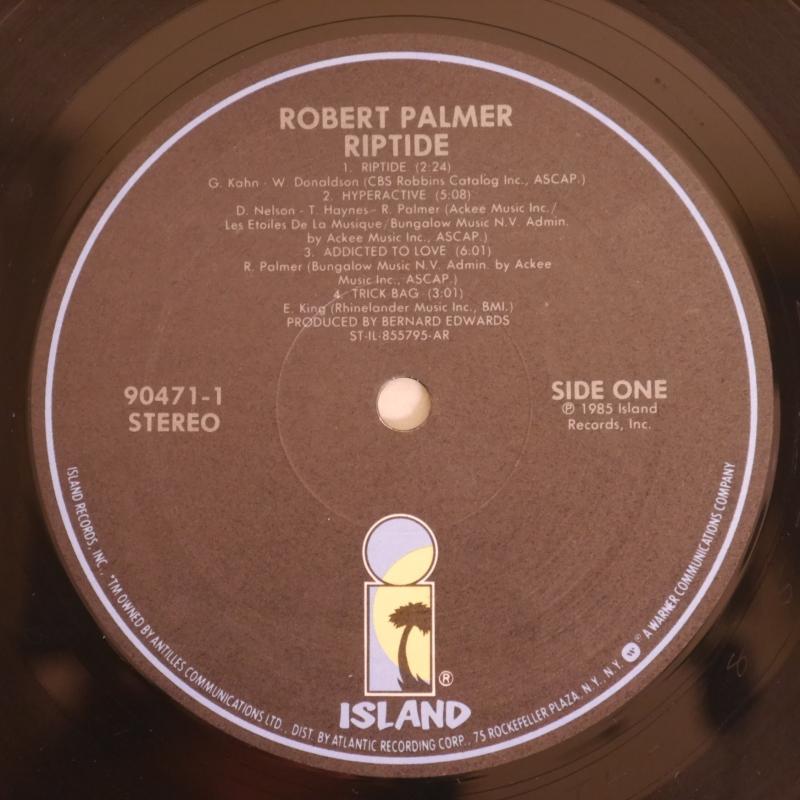 ROBERT PALMER
RIPTIDE
1. RIPTIDE (2:24)
G. Kahn - W. Donaldson (CBS Robbins Catalog Inc., ASCAP.)
2. HYPERACTIVE (5:08)
D. Nelson - T. Haynes - R. Palmer (Ackee Music Inc./
Les Etoiles De La Musique/Bungalow Music N.V. Admin.
by Ackee Music Inc., ASCAP.)
3. ADDICTED TO LOVE (6:01)
R. Palmer (Bungalow Music N.V. Admin. by Ackee
Music Inc., ASCAP.)
4. TRICK BAG (3:01)
E. King (Rhinelander Music Inc., BMI.)
PRODUCED BY BERNARD EDWARDS
ST-IL-855795-AR
90471-1
STEREO
SIDE ONE
℗ 1985 Island
Records, Inc.
®
ISLAND
ISLAND RECORDS, INC., *TM OWNED BY ANTILLES COMMUNICATIONS LTD., DIST. BY ATLANTIC RECORDING CORP., 75 ROCKEFELLER PLAZA, N.Y., N.Y. W ® A WARNER COMMUNICATIONS COMPANY